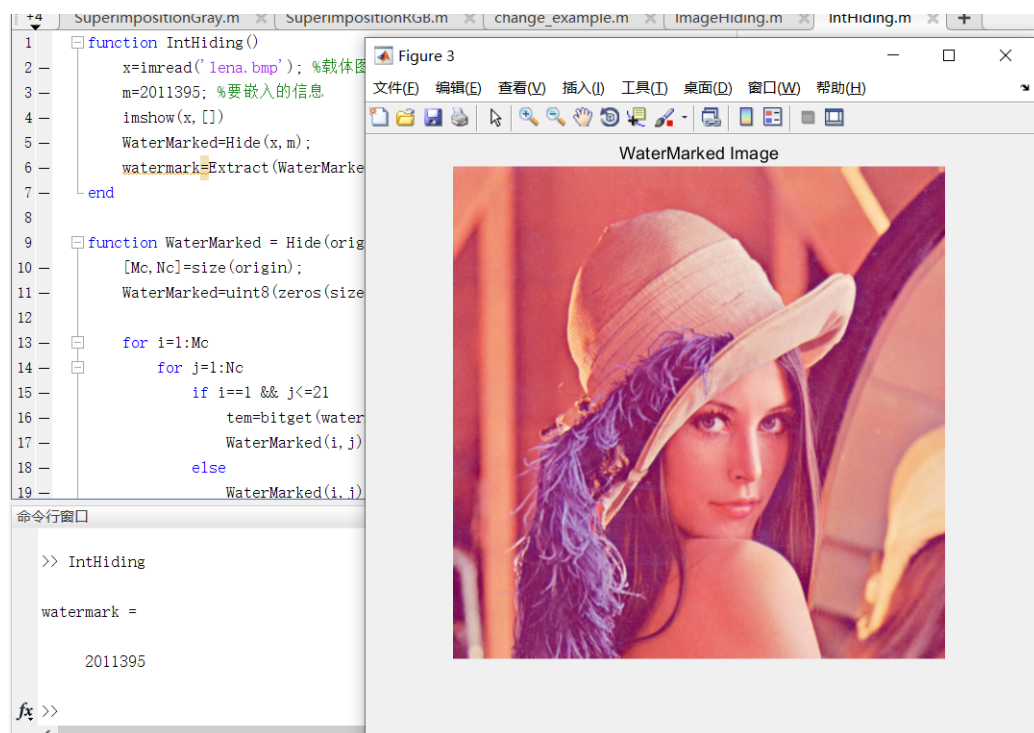 +4 SuperimpositionGray.m × SuperimpositionRGB.m × change_example.m × ImageHiding.m × IntHiding.m × +
1 function IntHiding()
2 — x=imread('lena.bmp'); %载体图
3 — m=2011395; %要嵌入的信息
4 — imshow(x,[])
5 — WaterMarked=Hide(x,m);
6 — watermark=Extract(WaterMarke
7 — end
8
9 function WaterMarked = Hide(orig
10 — [Mc,Nc]=size(origin);
11 — WaterMarked=uint8(zeros(size
12
13 — for i=1:Mc
14 — for j=1:Nc
15 — if i==1 && j<=21
16 — tem=bitget(water
17 — WaterMarked(i,j)
18 — else
19 — WaterMarked(i,j)
命令行窗口
>> IntHiding
watermark =
2011395
fx >>
Figure 3
文件(F) 编辑(E) 查看(V) 插入(I) 工具(T) 桌面(D) 窗口(W) 帮助(H)
WaterMarked Image